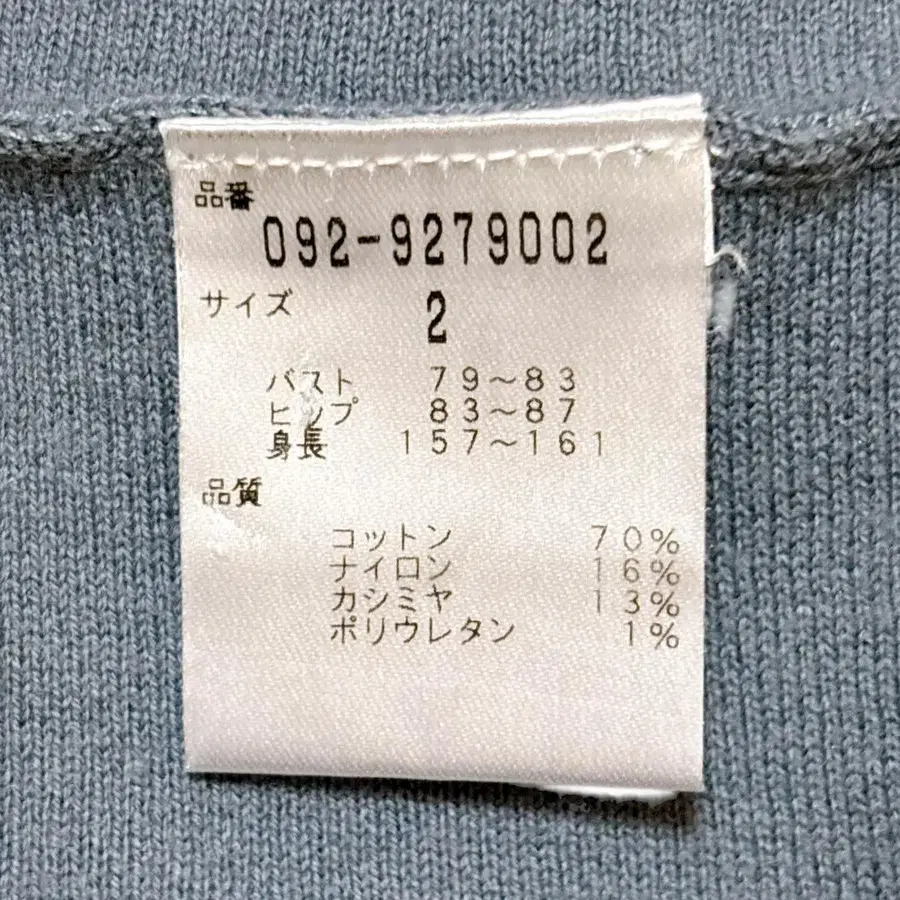 品番
092-9279002
サイズ 2
バスト 79〜83
ヒップ 83〜87
身長 157〜161
品質
コットン 70%
ナイロン 16%
カシミヤ 13%
ポリウレタン 1%